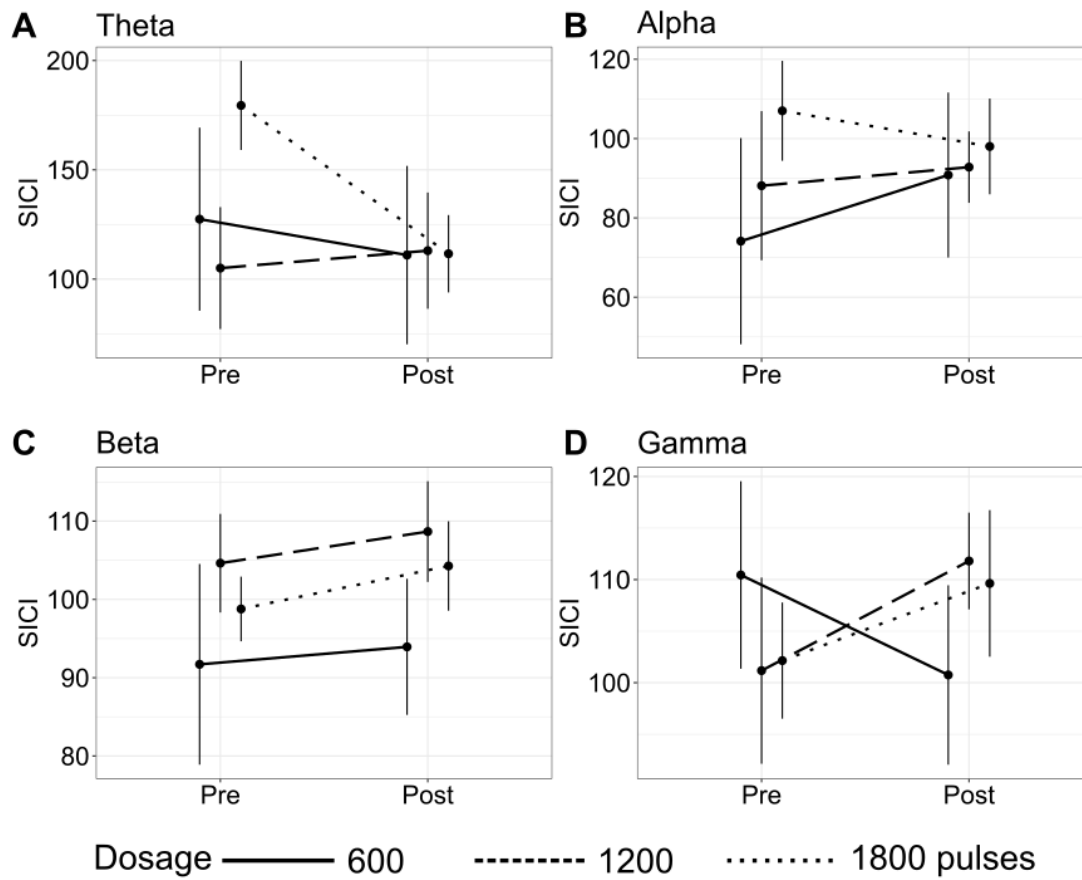 A Theta
B Alpha
200
150
100
SICI
Pre Post
120
100
80
60
SICI
Pre Post
C Beta
D Gamma
110
100
90
80
SICI
Pre Post
120
110
100
SICI
Pre Post
Dosage 600 1200 1800 pulses